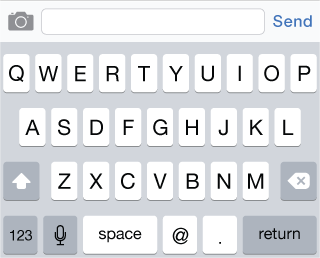 Send
Q W E R T Y U I O P
A S D F G H J K L
Z X C V B N M
123 space @ . return